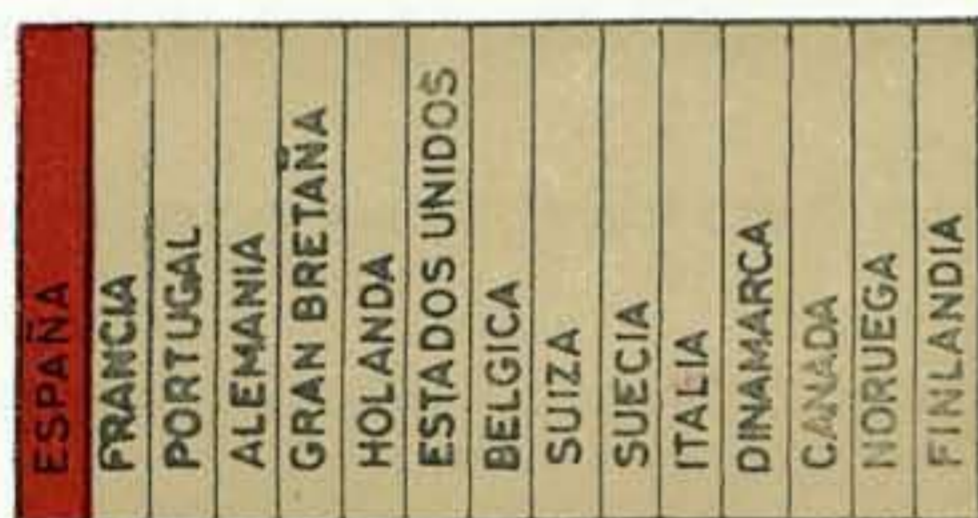 ESPAÑA
FRANCIA
PORTUGAL
ALEMANIA
GRAN BRETAÑA
HOLANDA
ESTADOS UNIDOS
BELGICA
SUIZA
SUECIA
ITALIA
DINAMARCA
CANADA
NORUEGA
FINLANDIA